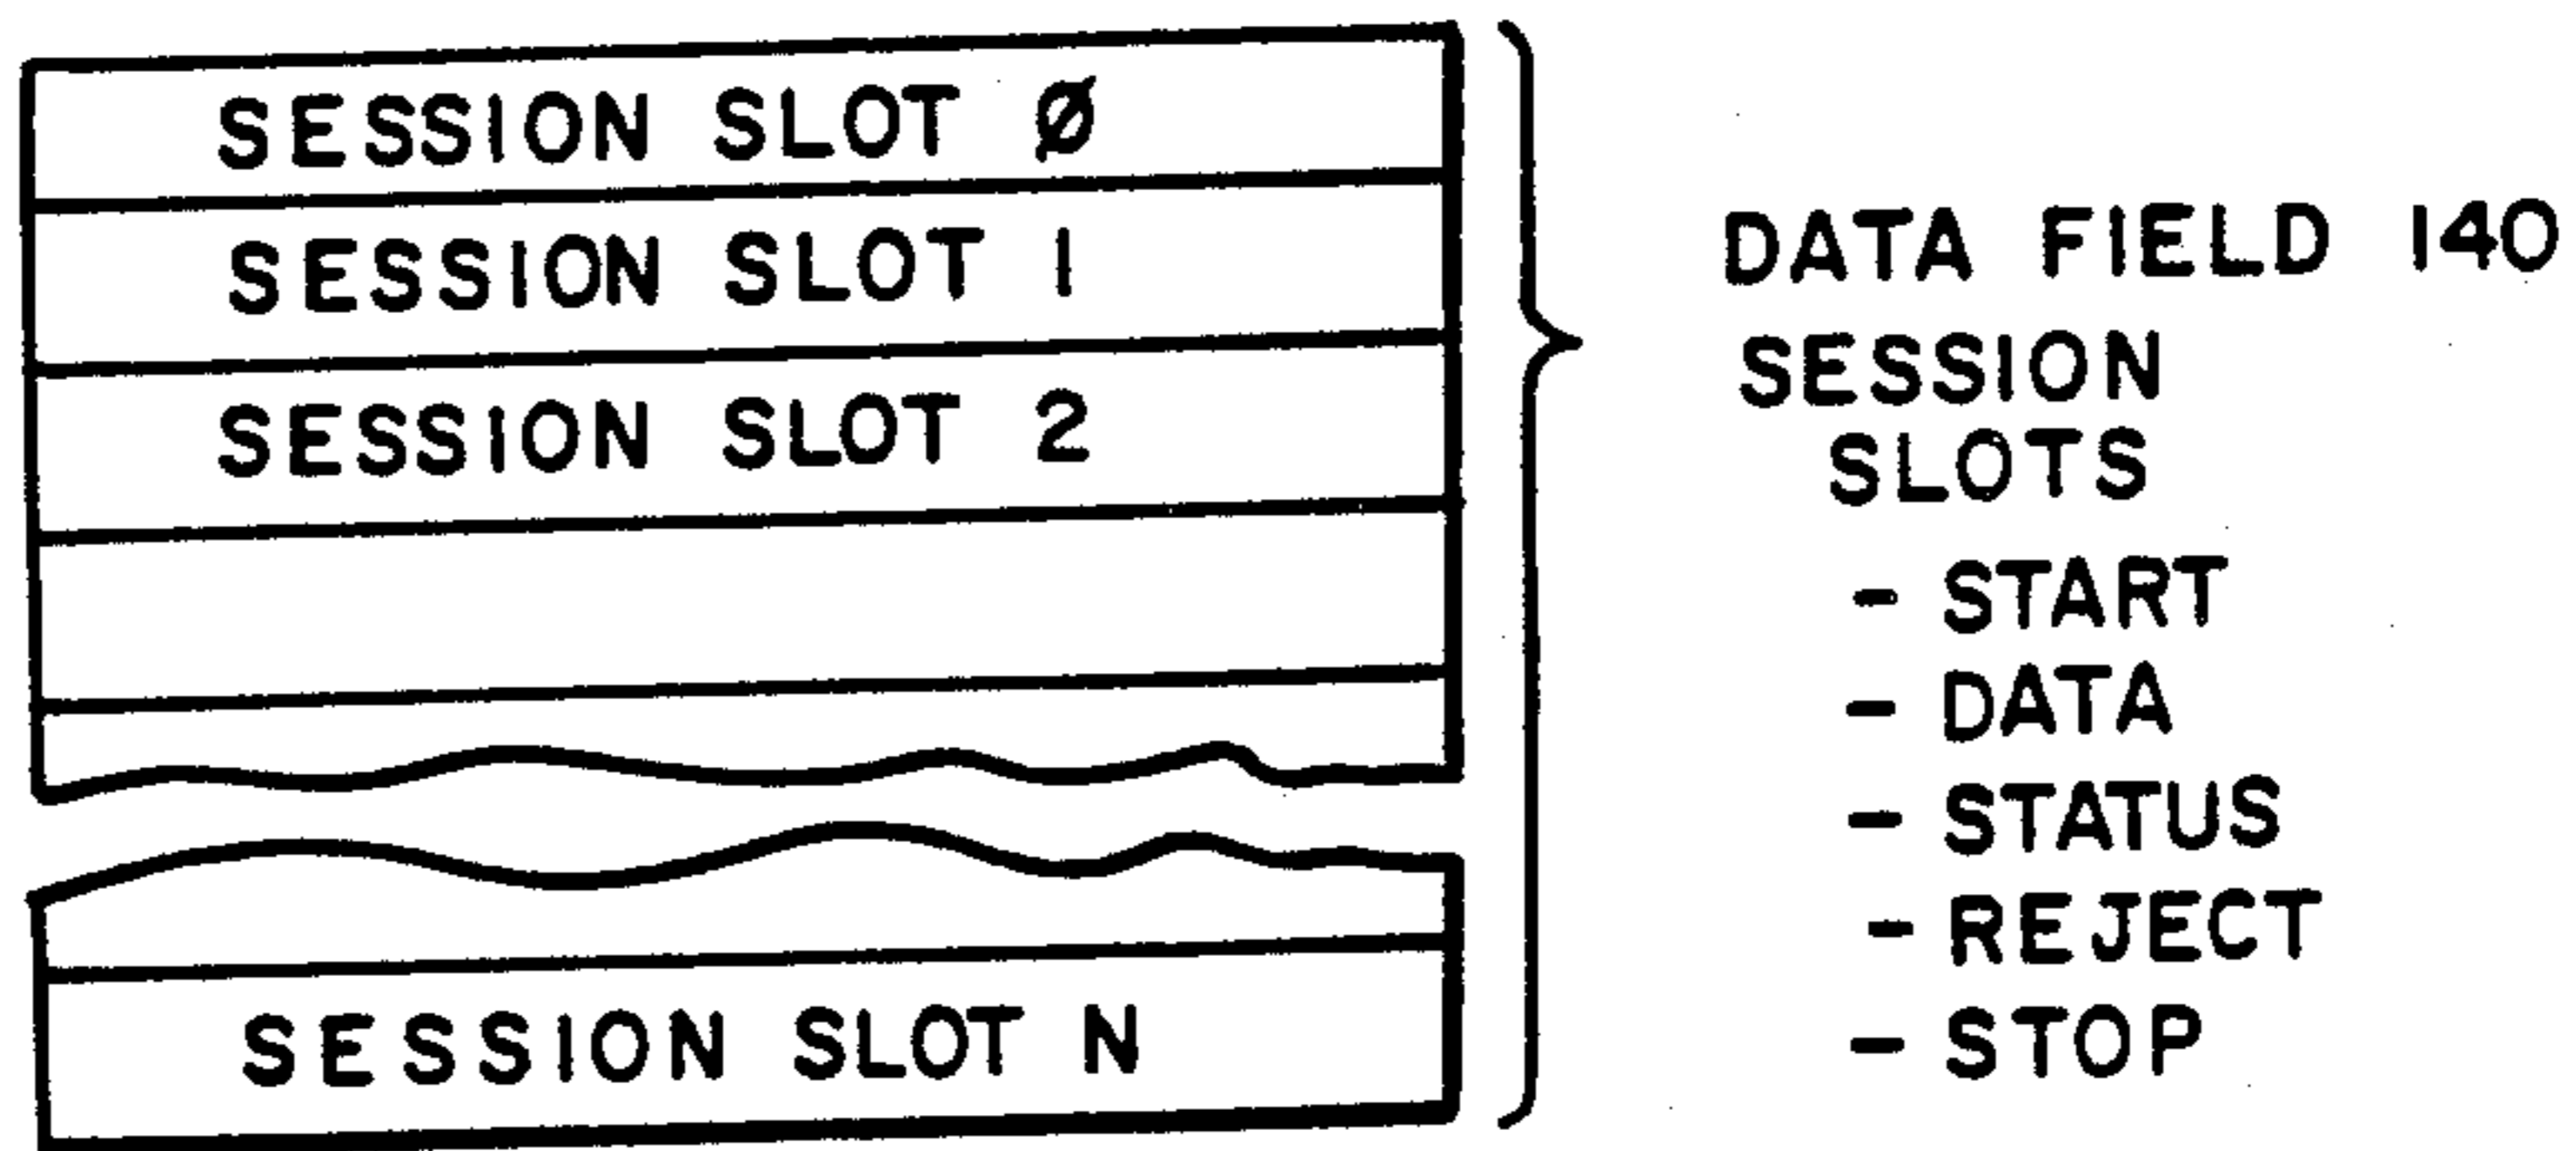 SESSION SLOT Ø
SESSION SLOT 1
SESSION SLOT 2
SESSION SLOT N
DATA FIELD 140
SESSION
SLOTS
- START
- DATA
- STATUS
- REJECT
- STOP